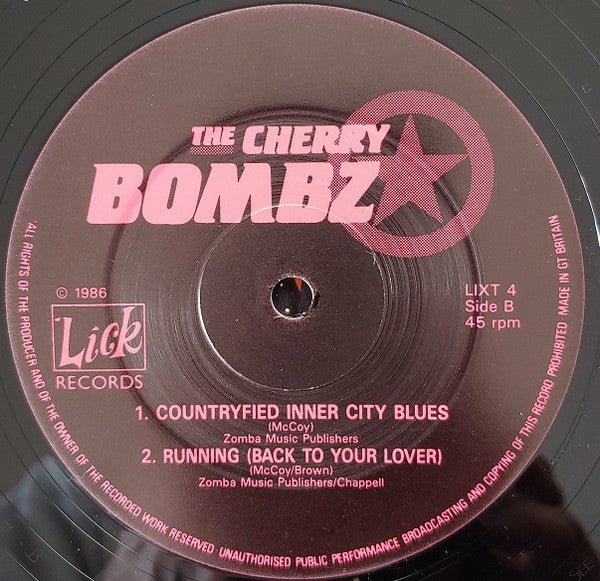 THE CHERRY
BOMBZ
© 1986
Lick
RECORDS
LIXT 4
Side B
45 rpm
1. COUNTRYFIED INNER CITY BLUES
(McCoy)
Zomba Music Publishers
2. RUNNING (BACK TO YOUR LOVER)
(McCoy/Brown)
Zomba Music Publishers/Chappell
ALL RIGHTS OF THE PRODUCER AND OF THE OWNER OF THE RECORDED WORK RESERVED UNAUTHORISED PUBLIC PERFORMANCE BROADCASTING AND COPYING OF THIS RECORD PROHIBITED MADE IN GT BRITAIN